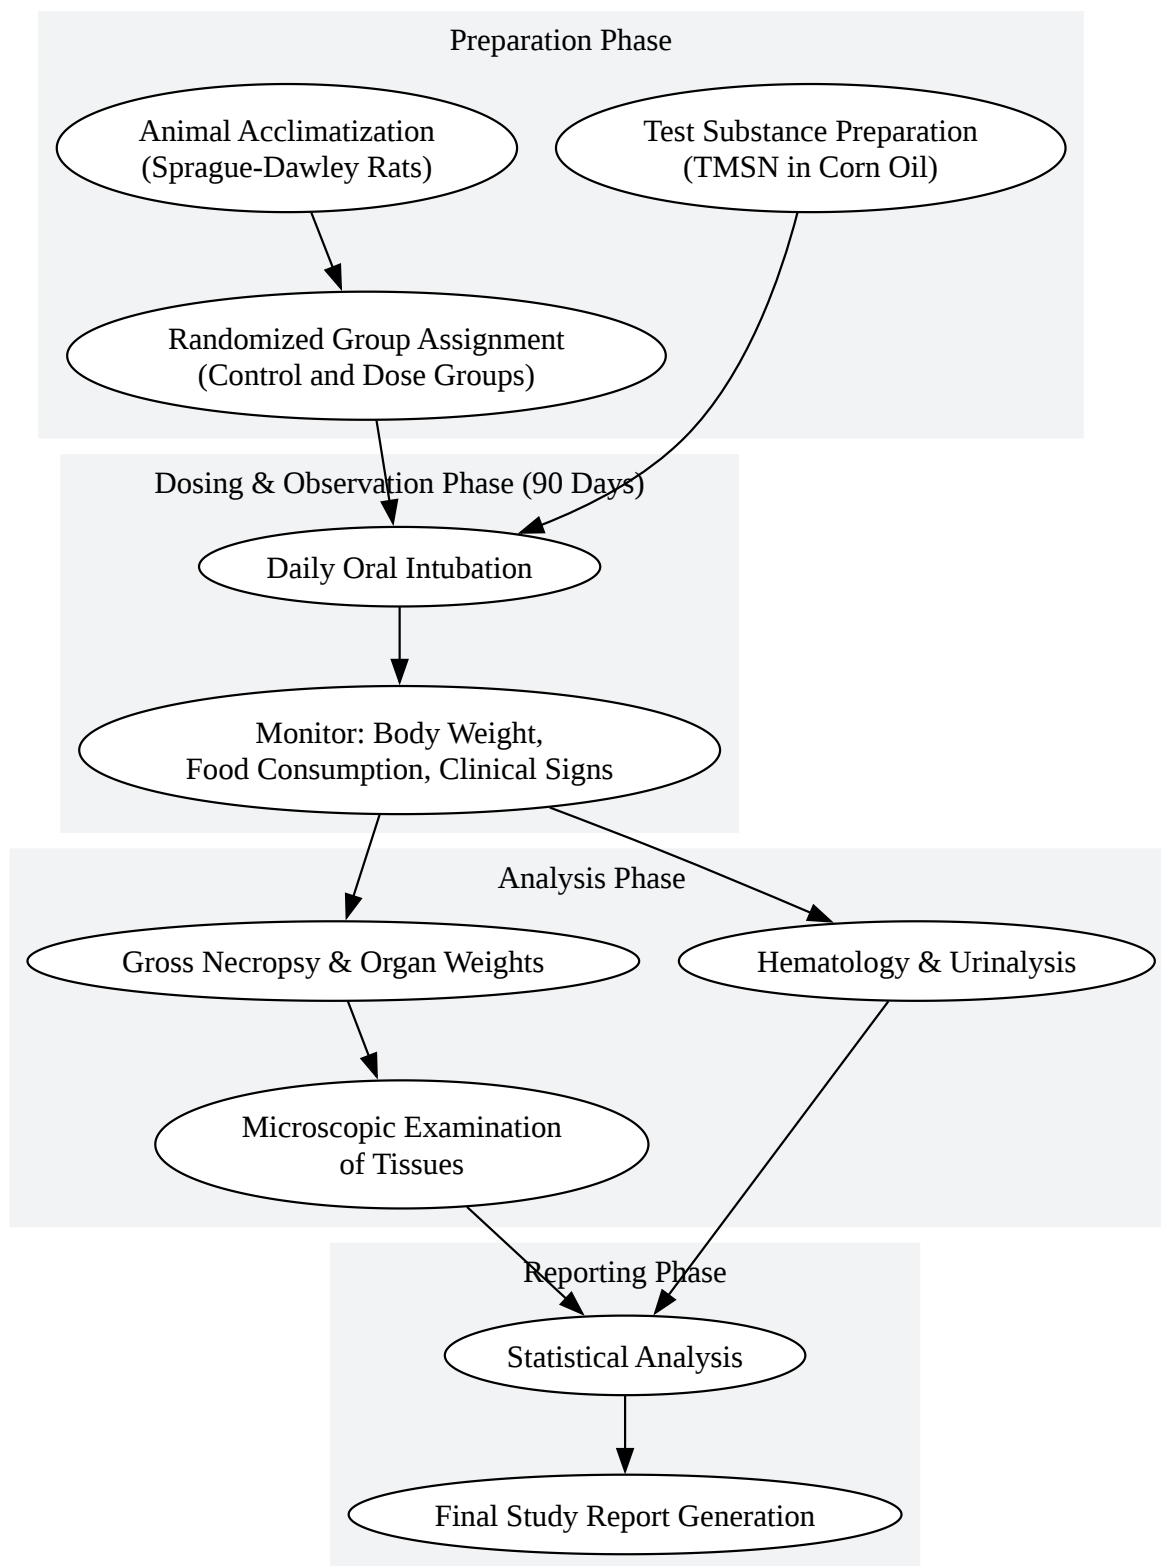 Preparation Phase
Animal Acclimatization
(Sprague-Dawley Rats)
Test Substance Preparation
(TMSN in Corn Oil)
Randomized Group Assignment
(Control and Dose Groups)
Dosing & Observation Phase (90 Days)
Daily Oral Intubation
Monitor: Body Weight,
Food Consumption, Clinical Signs
Analysis Phase
Gross Necropsy & Organ Weights
Hematology & Urinalysis
Microscopic Examination
of Tissues
Reporting Phase
Statistical Analysis
Final Study Report Generation